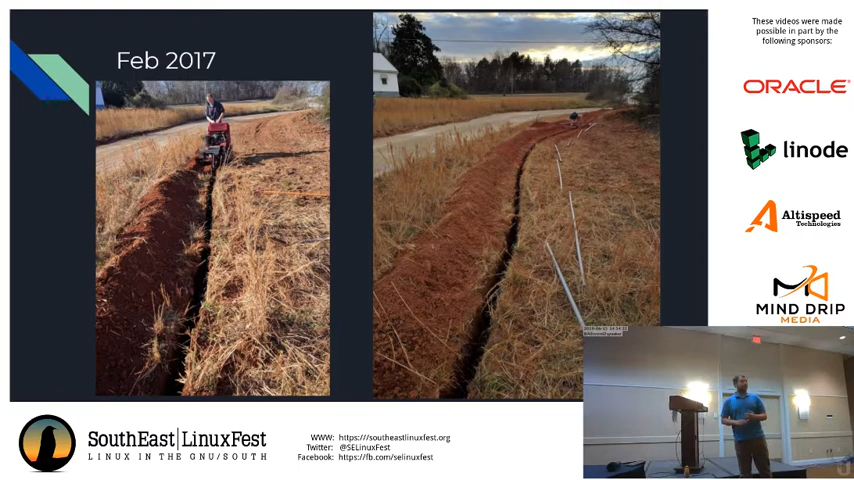 Feb 2017
These videos were made
possible in part by the
following sponsors:
ORACLE
linode
Altispeed
Technologies
MIND DRIP
MEDIA
SouthEast|LinuxFest
LINUX IN THE GNU/SOUTH
WWW: https:///southeastlinuxfest.org
Twitter: @SELinuxFest
Facebook: https://fb.com/selinuxfest